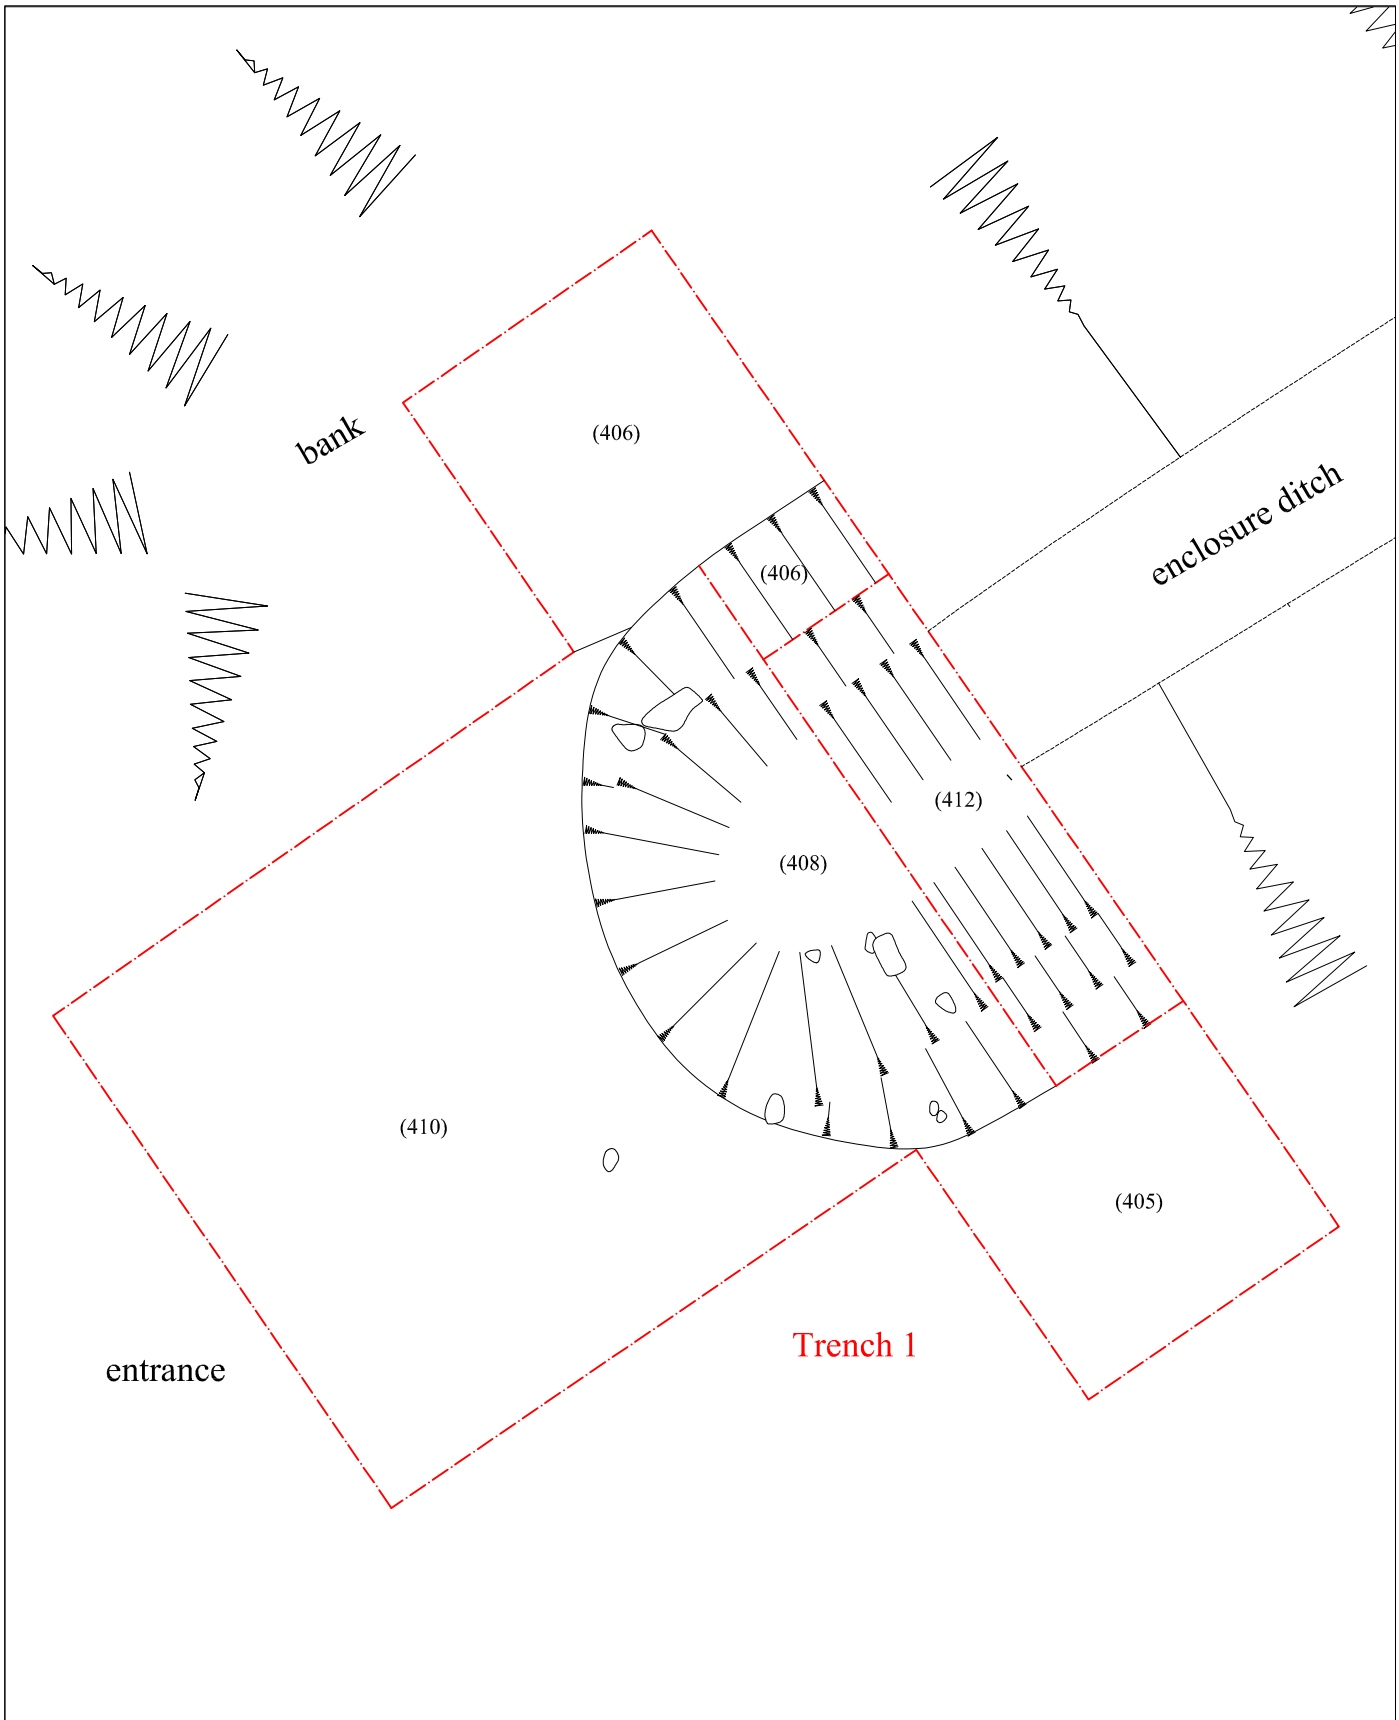 (406)
bank
enclosure ditch
(406)
(412)
(408)
(410)
(405)
Trench 1
entrance